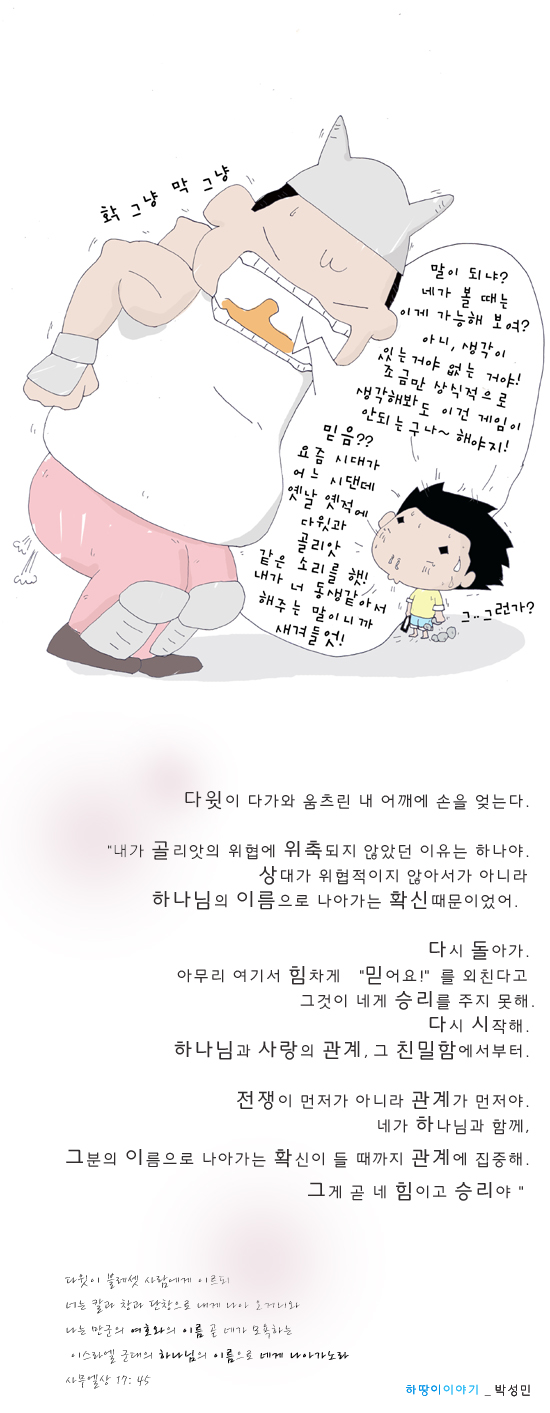 확 그냥 막 그냥
말이 되냐?
네가 볼 때는
이게 가능해 보여?
아니, 생각이
있는거야 없는 거야!
조금만 상식적으로
생각해봐도 이건 게임이
안되는구나~ 해야지!
믿음??
요즘 시대가
어느 시댄데
옛날 옛적에
다윗과
골리앗
같은 소리를 햇!
내가 너 동생같아서
해주는 말이니까
새겨들엇!
그..그런가?
다윗이 다가와 움츠린 내 어깨에 손을 얹는다.
"내가 골리앗의 위협에 위축되지 않았던 이유는 하나야.
상대가 위협적이지 않아서가 아니라
하나님의 이름으로 나아가는 확신때문이었어.
다시 돌아가.
아무리 여기서 힘차게 "믿어요!" 를 외친다고
그것이 네게 승리를 주지 못해.
다시 시작해.
하나님과 사랑의 관계, 그 친밀함에서부터.
전쟁이 먼저가 아니라 관계가 먼저야.
네가 하나님과 함께,
그분의 이름으로 나아가는 확신이 들 때까지 관계에 집중해.
그게 곧 네 힘이고 승리야 "
다윗이 블레셋 사람에게 이르되
너는 칼과 창과 단창으로 내게 나아 오거니와
나는 만군의 여호와의 이름 곧 네가 모욕하는
이스라엘 군대의 하나님의 이름으로 네게 나아가노라
사무엘상 17: 45
하땅이이야기 _ 박성민